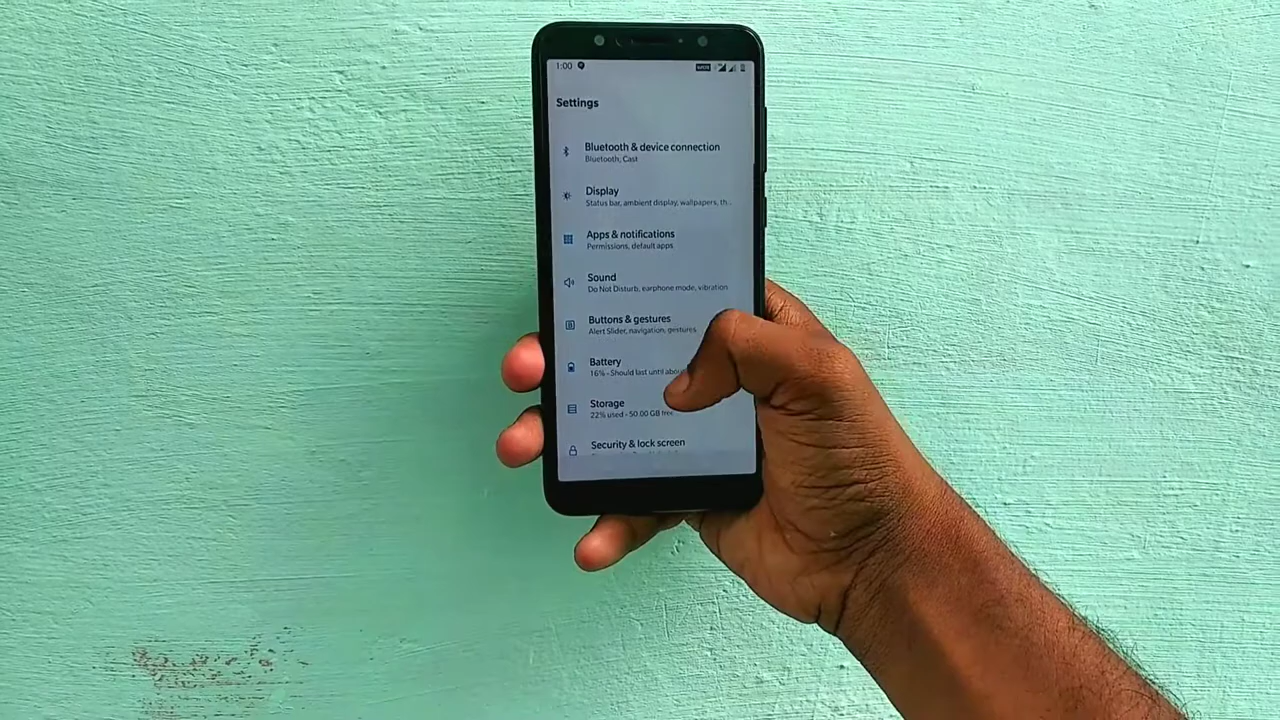 1:00
Settings
Bluetooth & device connection
Bluetooth, Cast
Display
Status bar, ambient display, wallpapers, th...
Apps & notifications
Permissions, default apps
Sound
Do Not Disturb, earphone mode, vibration
Buttons & gestures
Alert Slider, navigation, gestures
Battery
16% - Should last until about
Storage
22% used - 50.00 GB free
Security & lock screen